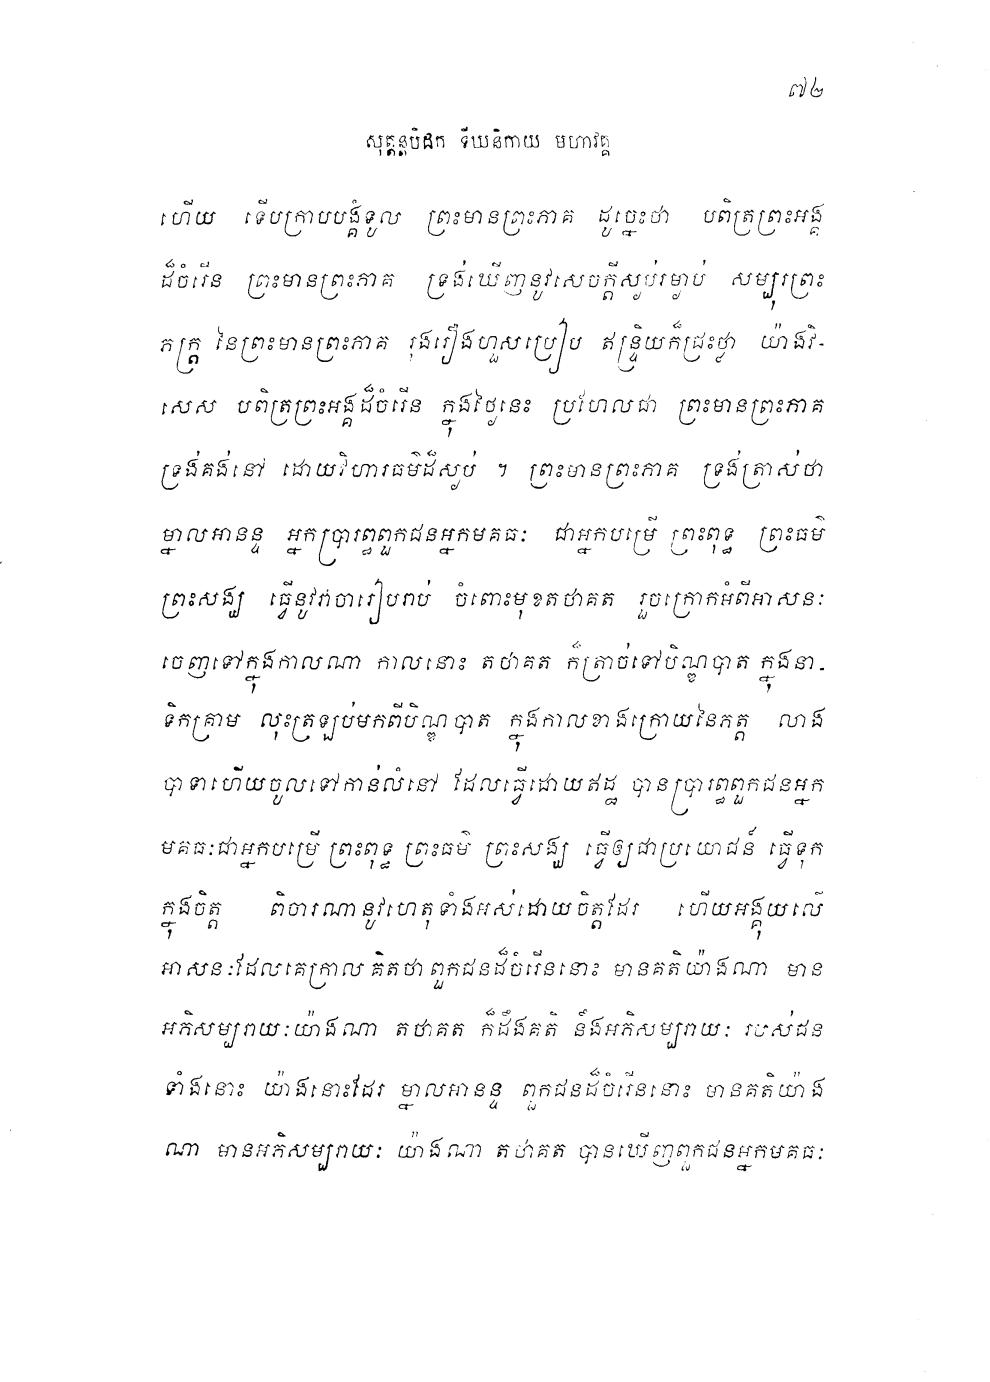 ៧៤
សុត្តន្តបិដក ទីឃនិកាយ មហាវគ្គ
ហើយ ទើបក្រាបបង្គំទូល ព្រះមានព្រះភាគ ដូច្នេះថា បពិត្រព្រះអង្គ
ដ៏ចំរើន ព្រះមានព្រះភាគ ទ្រង់ឃើញនូវសេចក្តីស្ងប់រម្ងាប់ សម្បុរព្រះ
ភក្ត្រ នៃព្រះមានព្រះភាគ រុងរឿងហួសប្រៀប ឥន្ទ្រិយក៏ជ្រះថ្លា យ៉ាងវិ-
សេស បពិត្រព្រះអង្គដ៏ចំរើន ក្នុងថ្ងៃនេះ ប្រហែលជា ព្រះមានព្រះភាគ
ទ្រង់គង់នៅ ដោយវិហារធម៌ដ៏ស្ងប់ ។ ព្រះមានព្រះភាគ ទ្រង់ត្រាស់ថា
ម្នាលអានន្ទ អ្នកប្រារព្ធពួកជនអ្នកមគធៈ ជាអ្នកបម្រើ ព្រះពុទ្ធ ព្រះធម៌
ព្រះសង្ឃ ធ្វើនូវវាចារៀបរាប់ ចំពោះមុខតថាគត រួចក្រោកអំពីអាសនៈ
ចេញទៅក្នុងកាលណា កាលនោះ តថាគត ក៏ត្រាច់ទៅបិណ្ឌបាត ក្នុងនា-
ទិកគ្រាម លុះត្រឡប់មកពីបិណ្ឌបាត ក្នុងកាលខាងក្រោយនៃភត្ត លាង
បាទាហើយចូលទៅកាន់លំនៅ ដែលធ្វើដោយឥដ្ឋ បានប្រារព្ធពួកជនអ្នក
មគធៈជាអ្នកបម្រើ ព្រះពុទ្ធ ព្រះធម៌ ព្រះសង្ឃ ធ្វើឲ្យជាប្រយោជន៍ ធ្វើទុក
ក្នុងចិត្ត ពិចារណានូវហេតុទាំងអស់ដោយចិត្តដែរ ហើយអង្គុយលើ
អាសនៈដែលគេក្រាល គិតថា ពួកជនដ៏ចំរើននោះ មានគតិយ៉ាងណា មាន
អភិសម្បរាយៈយ៉ាងណា តថាគត ក៏ដឹងគតិ នឹងអភិសម្បរាយៈ របស់ជន
ទាំងនោះ យ៉ាងនោះដែរ ម្នាលអានន្ទ ពួកជនដ៏ចំរើននោះ មានគតិយ៉ាង
ណា មានអភិសម្បរាយៈ យ៉ាងណា តថាគត បានឃើញពួកជនអ្នកមគធៈ